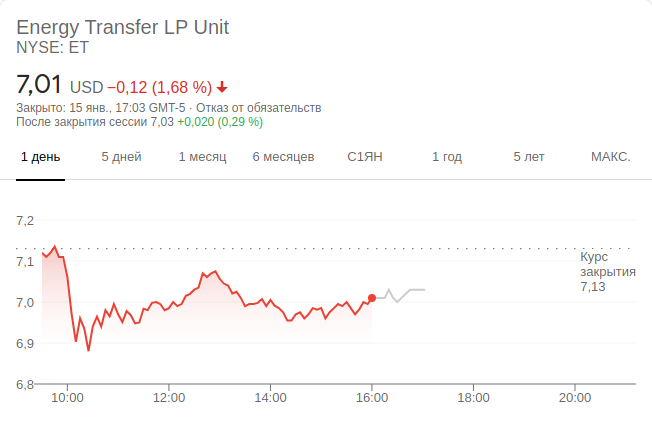 Energy Transfer LP Unit
NYSE: ET
7,01 USD −0,12 (1,68 %)
Закрыто: 15 янв., 17:03 GMT-5 · Отказ от обязательств
После закрытия сессии 7,03 +0,020 (0,29 %)
1 день 5 дней 1 месяц 6 месяцев С1ЯН 1 год 5 лет МАКС.
7,2
7,1
7,0
6,9
6,8
Курс
закрытия
7,13
10:00 12:00 14:00 16:00 18:00 20:00